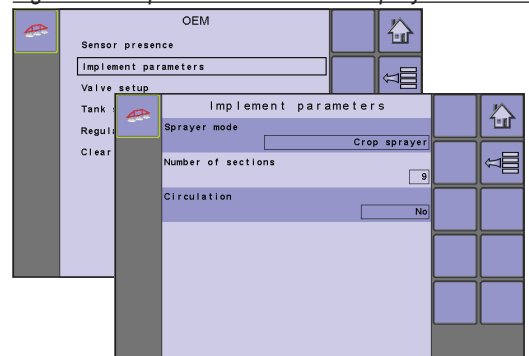 OEM
Sensor presence
Implement parameters
Valve setup
Tank
Regul
Clear
Implement parameters
Sprayer mode
Crop sprayer
Number of sections
9
Circulation
No